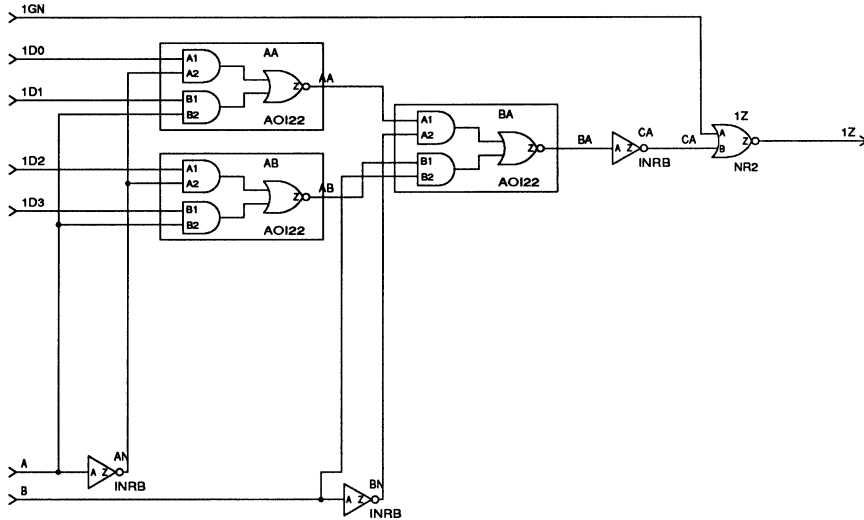 1GN
1D0
A1
A2
AA
Z
AA
1D1
B1
B2
AOI22
1D2
A1
A2
AB
Z
AB
1D3
B1
B2
AOI22
A1
A2
BA
Z
BA
B1
B2
AOI22
A Z
CA
INRB
CA
1Z
A
B
Z
NR2
1Z
A
A Z
AN
INRB
B
A Z
BN
INRB